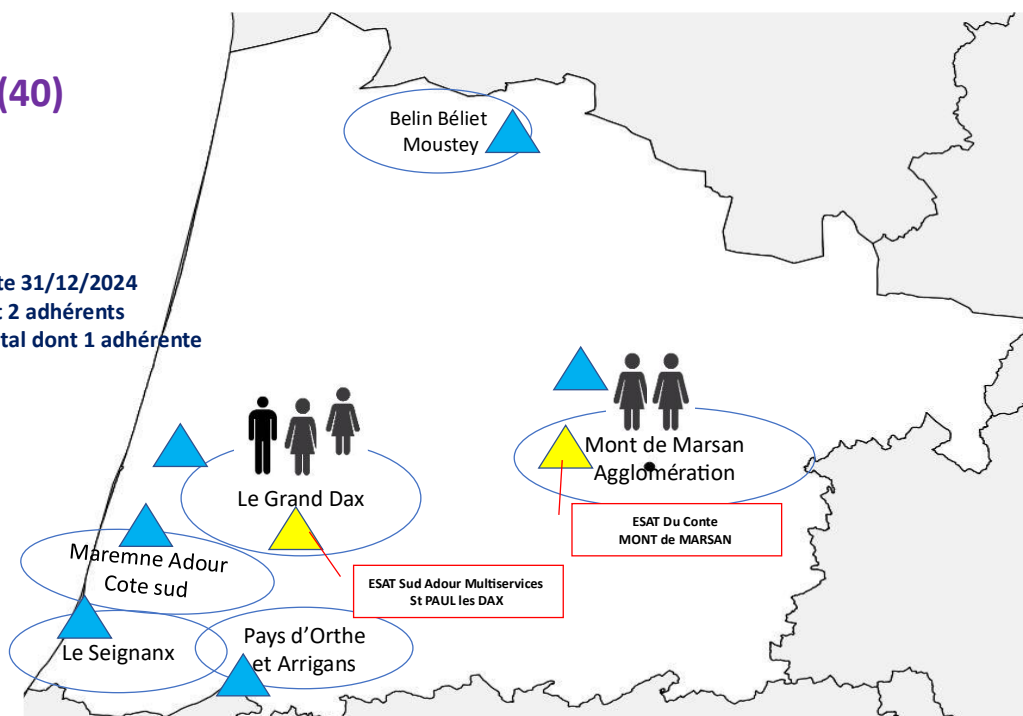 (40)
Belin Béliet
Moustey
te 31/12/2024
t 2 adhérents
tal dont 1 adhérente
Mont de Marsan
Agglomération
Le Grand Dax
ESAT Du Conte
MONT de MARSAN
Maremne Adour
Cote sud
ESAT Sud Adour Multiservices
St PAUL les DAX
Le Seignanx
Pays d’Orthe
et Arrigans